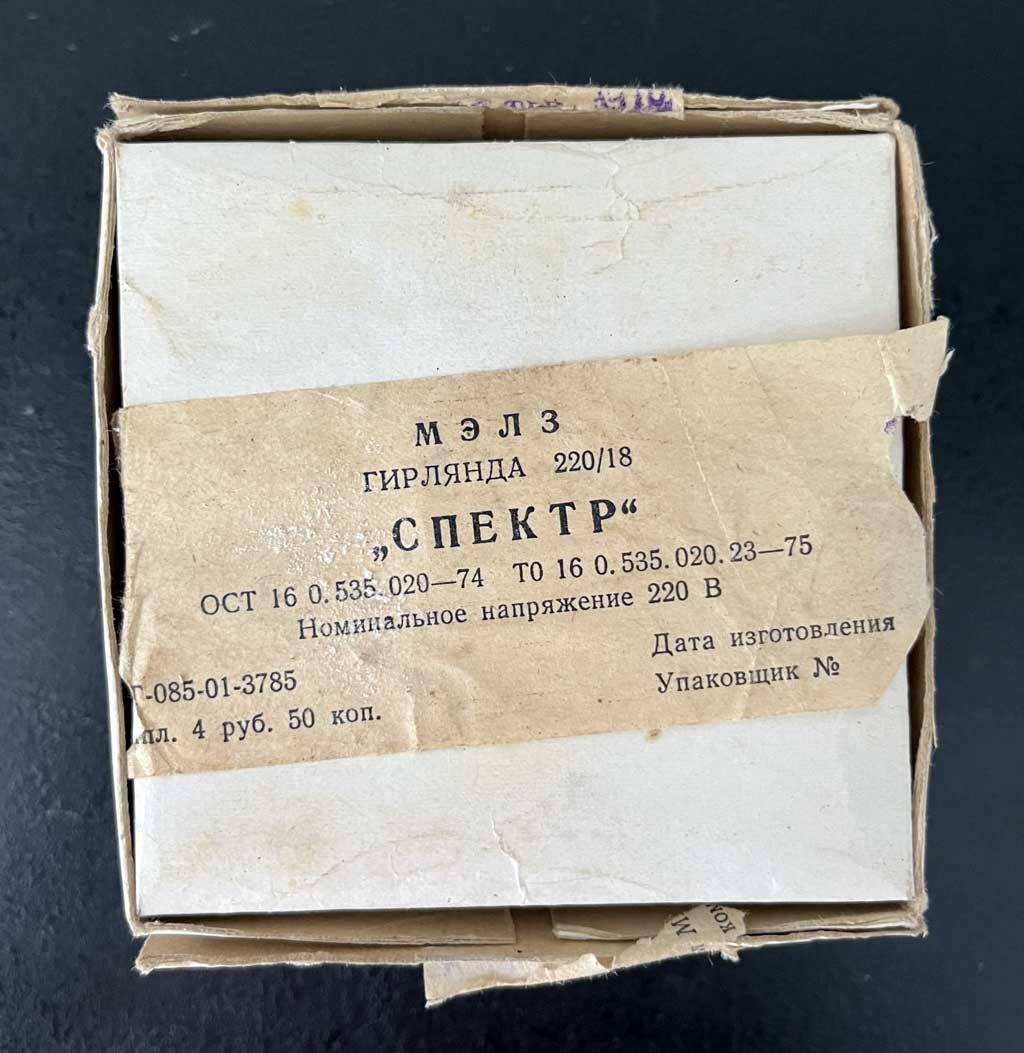 МЭЛЗ
ГИРЛЯНДА 220/18
„СПЕКТР“
ОСТ 16 0.535.020—74 ТО 16 0.535.020.23—75
Номинальное напряжение 220 В
Дата изготовления
-085-01-3785
Упаковщик №
4 руб. 50 коп.